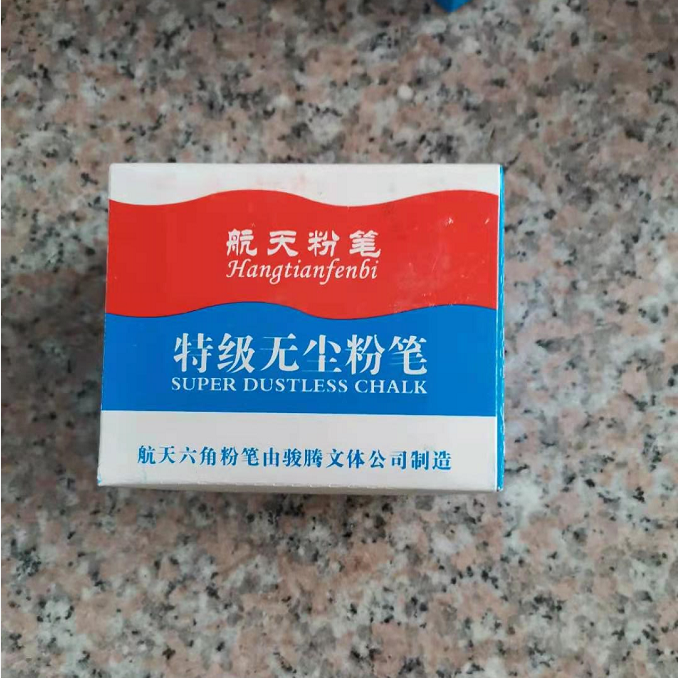 航天粉笔
Hangtianfenbi
特级无尘粉笔
SUPER DUSTLESS CHALK
航天六角粉笔由骏腾文体公司制造